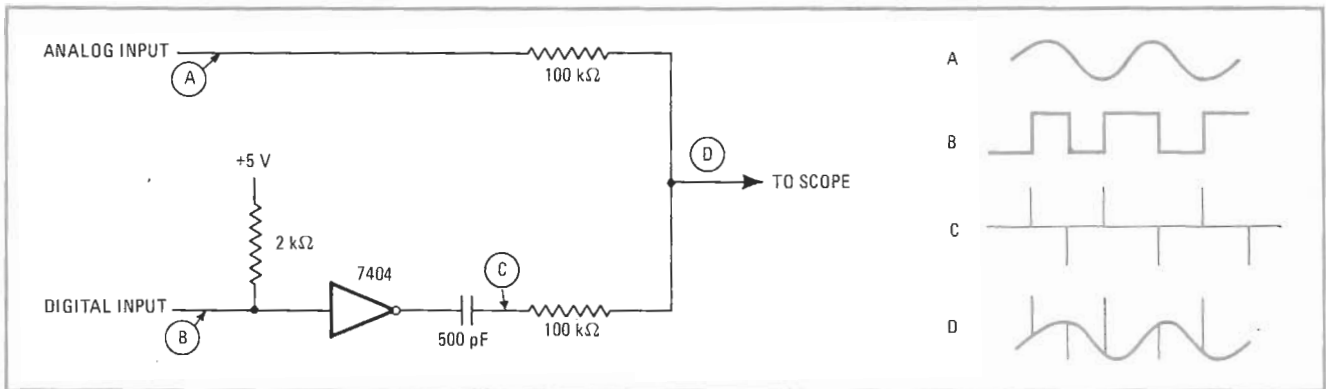 ANALOG INPUT
A
100 kΩ
+5 V
2 kΩ
7404
DIGITAL INPUT
B
500 pF
C
100 kΩ
D
TO SCOPE
A
B
C
D